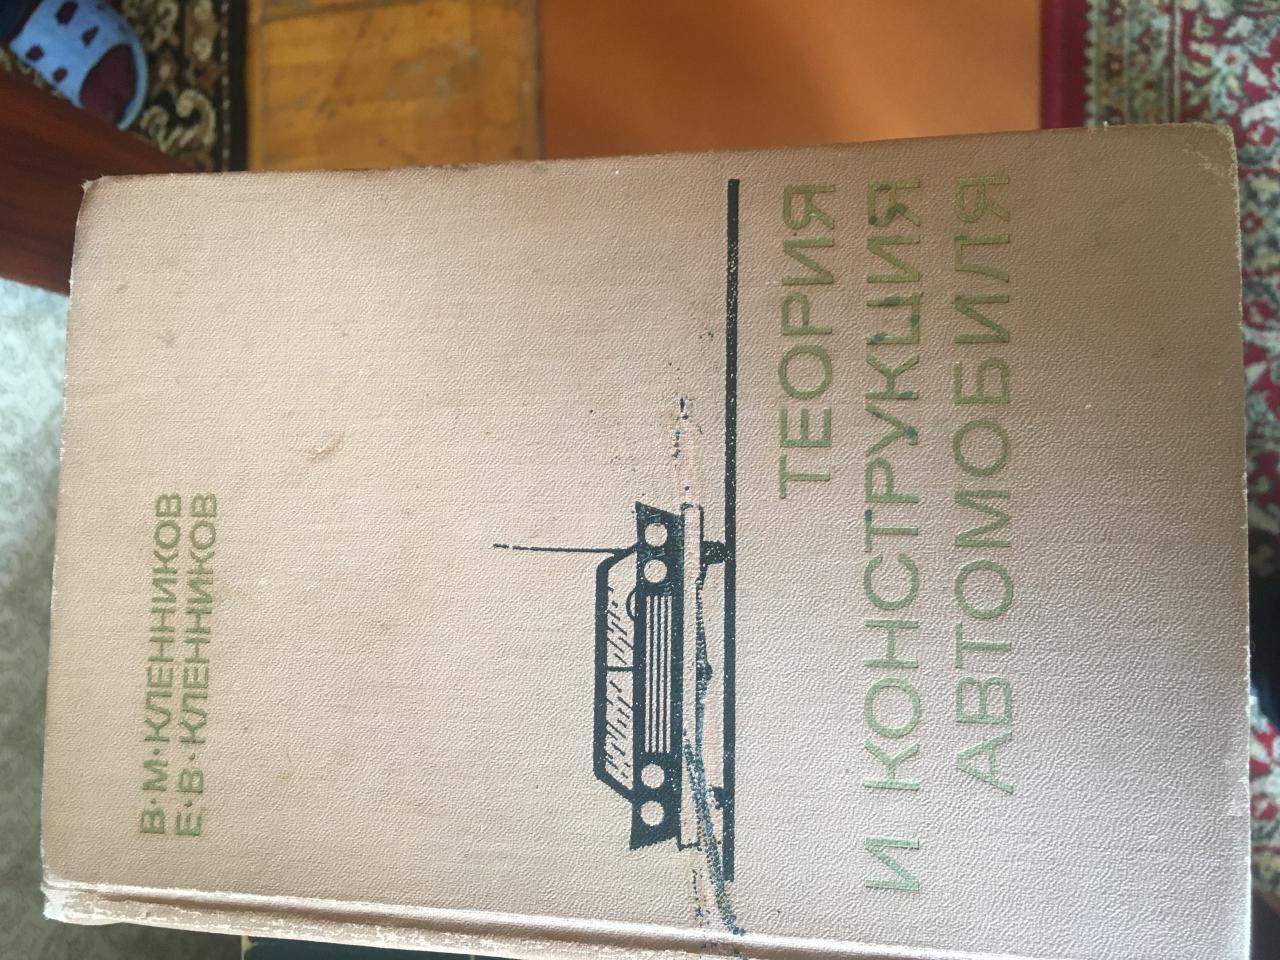 В·М·КЛЕННИКОВ
Е·В·КЛЕННИКОВ
ТЕОРИЯ
И КОНСТРУКЦИЯ
АВТОМОБИЛЯ